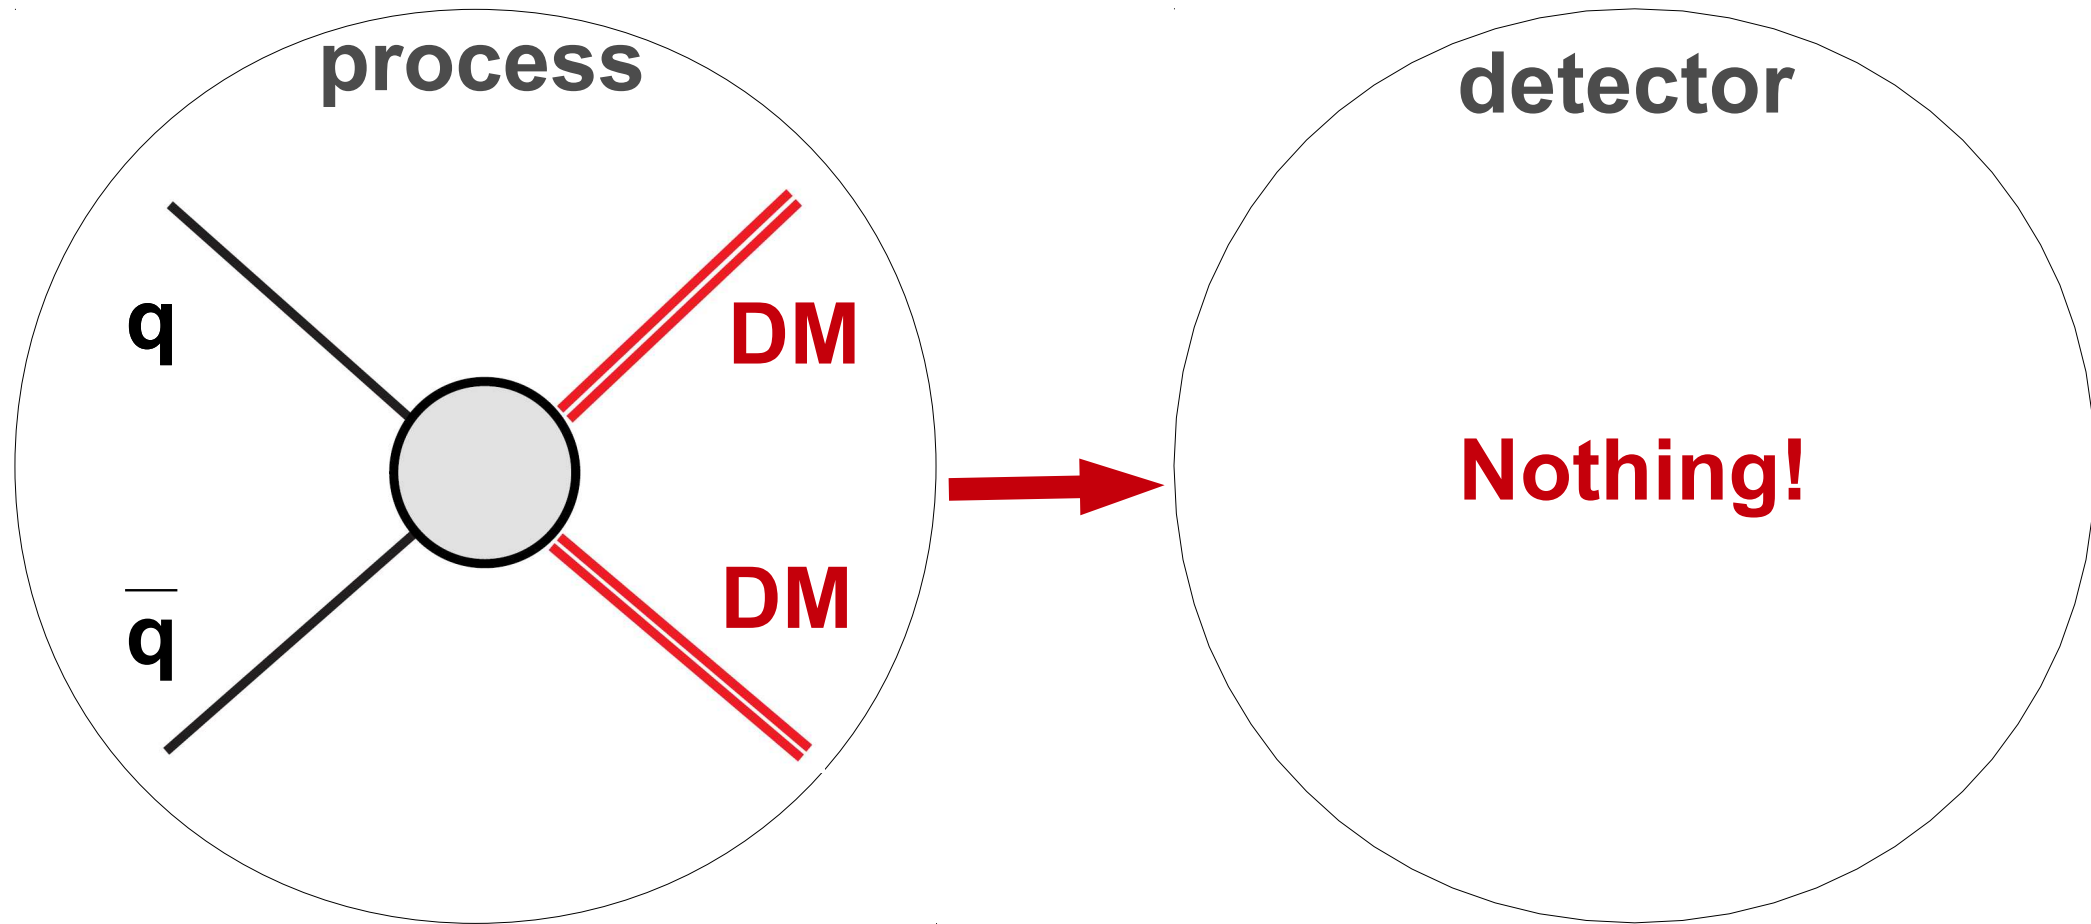 process
q
DM
q̅
DM
detector
Nothing!